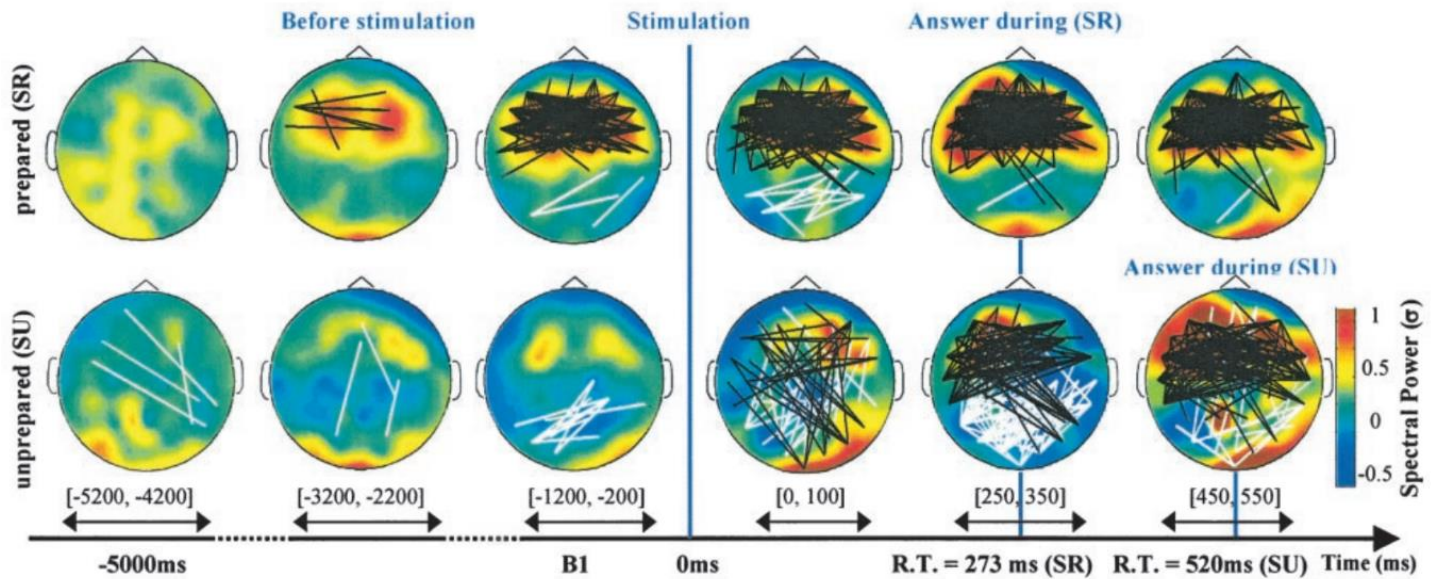 Before stimulation
Stimulation
Answer during (SR)
prepared (SR)
Answer during (SU)
unprepared (SU)
1
0.5
0
-0.5
Spectral Power (σ)
[-5200, -4200]
[-3200, -2200]
[-1200, -200]
[0, 100]
[250, 350]
[450, 550]
-5000ms
B1
0ms
R.T. = 273 ms (SR)
R.T. = 520ms (SU)
Time (ms)